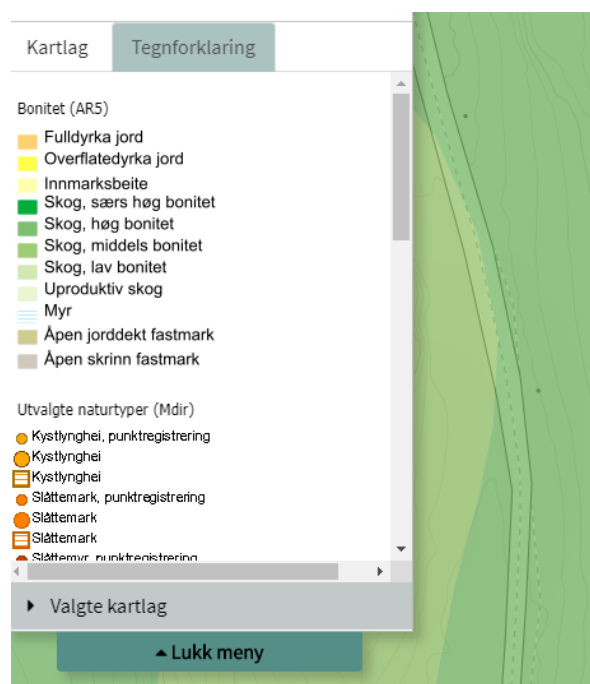 Kartlag
Tegnforklaring
Bonitet (AR5)
Fulldyrka jord
Overflatedyrka jord
Innmarksbeite
Skog, særs høg bonitet
Skog, høg bonitet
Skog, middels bonitet
Skog, lav bonitet
Uproduktiv skog
Myr
Åpen jorddekt fastmark
Åpen skrinn fastmark
Utvalgte naturtyper (Mdir)
Kystlynghei, punktregistrering
Kystlynghei
Kystlynghei
Slåttemark, punktregistrering
Slåttemark
Slåttemark
Slåttemyr, punktregistrering
Valgte kartlag
Lukk meny